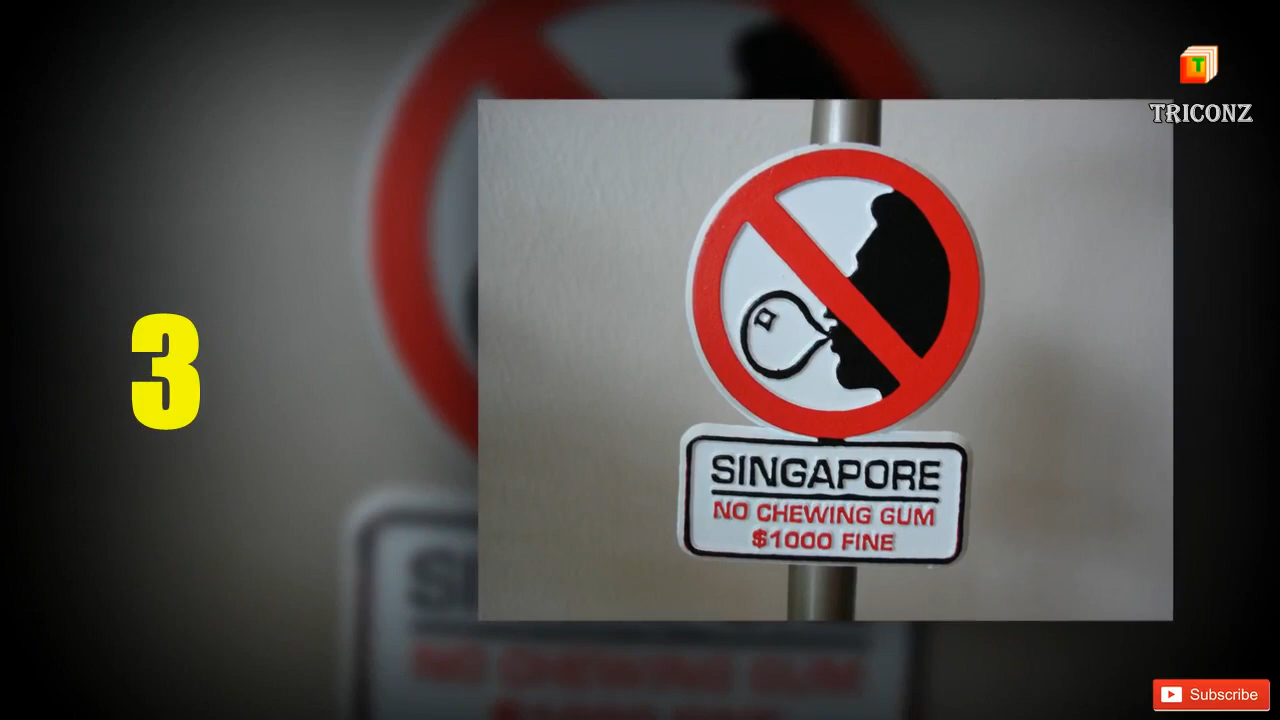 TRICONZ
3
SINGAPORE
NO CHEWING GUM
$1000 FINE
Subscribe